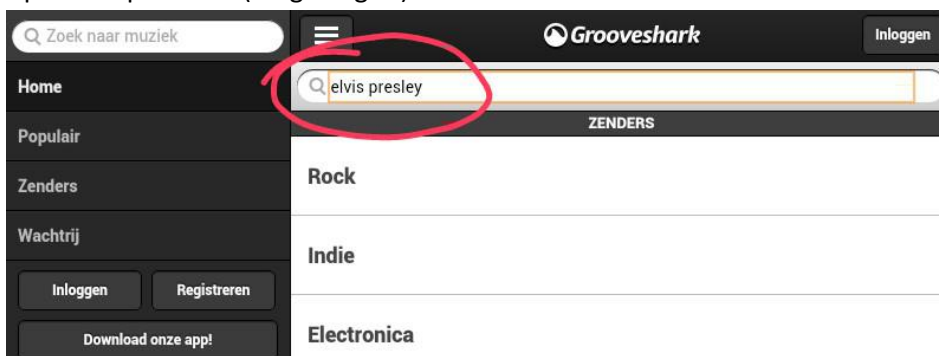 Zoek naar muziek
Home
Populair
Zenders
Wachtrij
Inloggen Registreren
Download onze app!
Grooveshark Inloggen
elvis presley
ZENDERS
Rock
Indie
Electronica